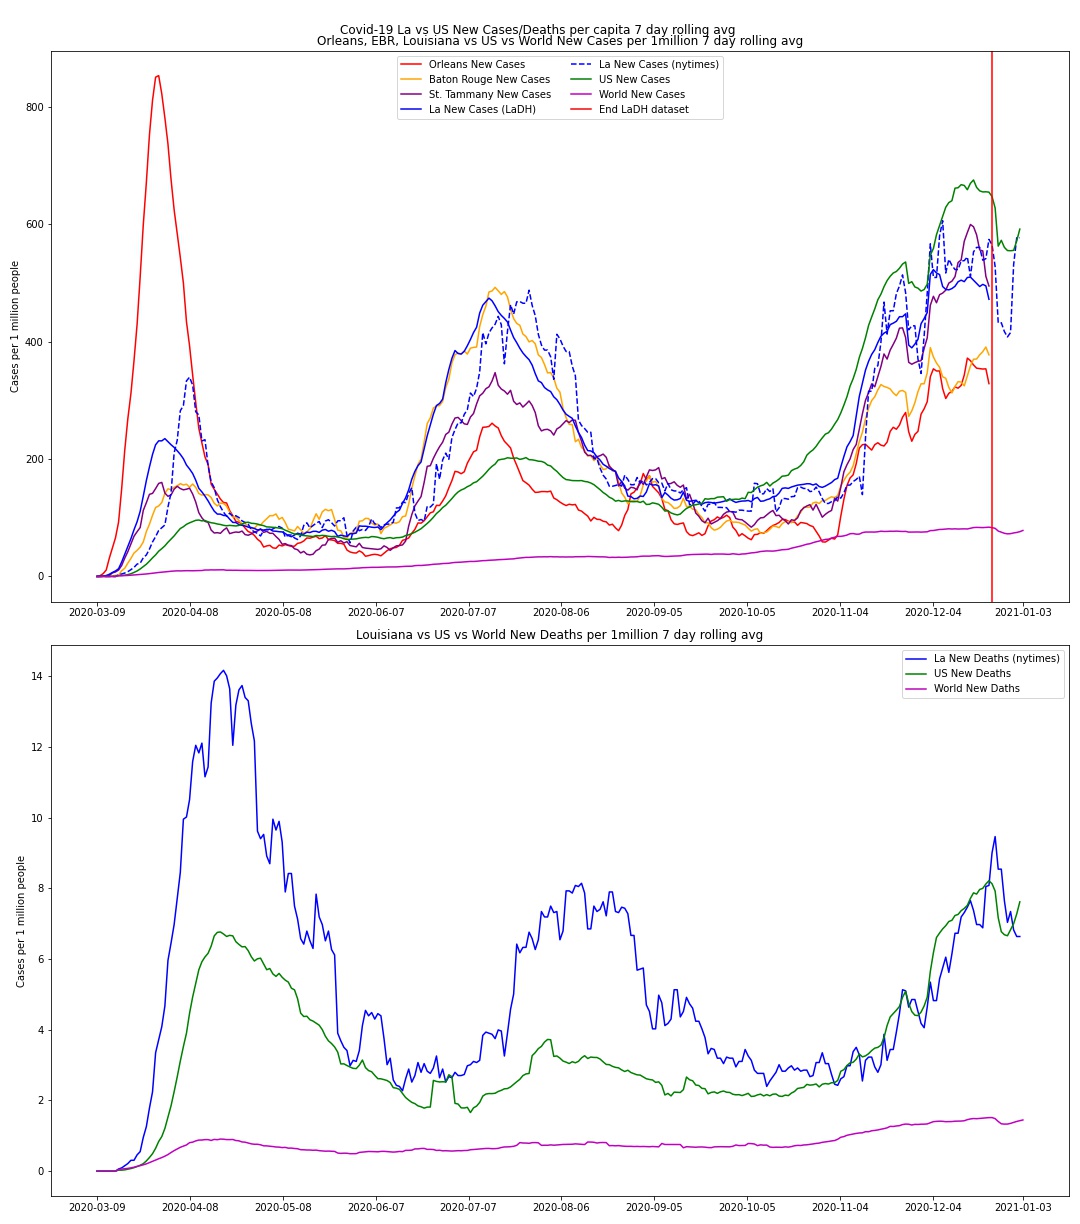 Covid-19 La vs US New Cases/Deaths per capita 7 day rolling avg
Orleans, EBR, Louisiana vs US vs World New Cases per 1million 7 day rolling avg
Orleans New Cases
Baton Rouge New Cases
St. Tammany New Cases
La New Cases (LaDH)
La New Cases (nytimes)
US New Cases
World New Cases
End LaDH dataset
Cases per 1 million people
800
600
400
200
0
2020-03-09 2020-04-08 2020-05-08 2020-06-07 2020-07-07 2020-08-06 2020-09-05 2020-10-05 2020-11-04 2020-12-04 2021-01-03
Louisiana vs US vs World New Deaths per 1million 7 day rolling avg
La New Deaths (nytimes)
US New Deaths
World New Daths
Cases per 1 million people
14
12
10
8
6
4
2
0
2020-03-09 2020-04-08 2020-05-08 2020-06-07 2020-07-07 2020-08-06 2020-09-05 2020-10-05 2020-11-04 2020-12-04 2021-01-03